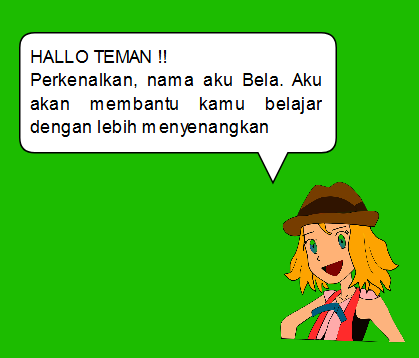 HALLO TEMAN !!
Perkenalkan, nama aku Bela. Aku
akan membantu kamu belajar
dengan lebih menyenangkan